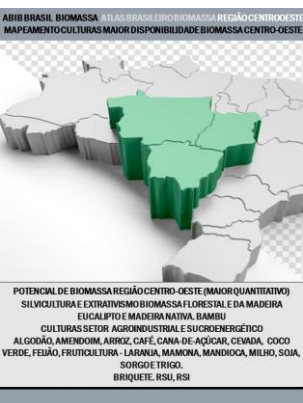 ABIB BRASIL BIOMASSA ATLAS BRASILEIRO BIOMASSA REGIÃO CENTROOESTE
MAPEAMENTO CULTURAS MAIOR DISPONIBILIDADE BIOMASSA CENTRO-OESTE
POTENCIAL DE BIOMASSA REGIÃO CENTRO-OESTE (MAIOR QUANTITATIVO)
SILVICULTURA E EXTRATIVISMO BIOMASSA FLORESTAL E DA MADEIRA
EUCALIPTO E MADEIRA NATIVA. BAMBU
CULTURAS SETOR AGROINDUSTRIAL E SUCROENERGÉTICO
ALGODÃO, AMENDOIM, ARROZ, CAFÉ, CANA-DE-AÇÚCAR, CEVADA, COCO
VERDE, FEIJÃO, FRUTICULTURA - LARANJA, MAMONA, MANDIOCA, MILHO, SOJA,
SORGO E TRIGO.
BRIQUETE. RSU, RSI